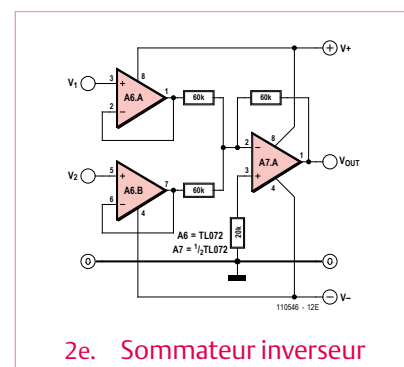 V+
V1
3
8
A6.A
1
2
60k
60k
2
8
A7.A
1
VOUT
3
4
V2
5
A6.B
7
6
4
60k
20k
A6 = TL072
A7 = 1/2TL072
0
0
V–
110546 - 12E
2e. Sommateur inverseur